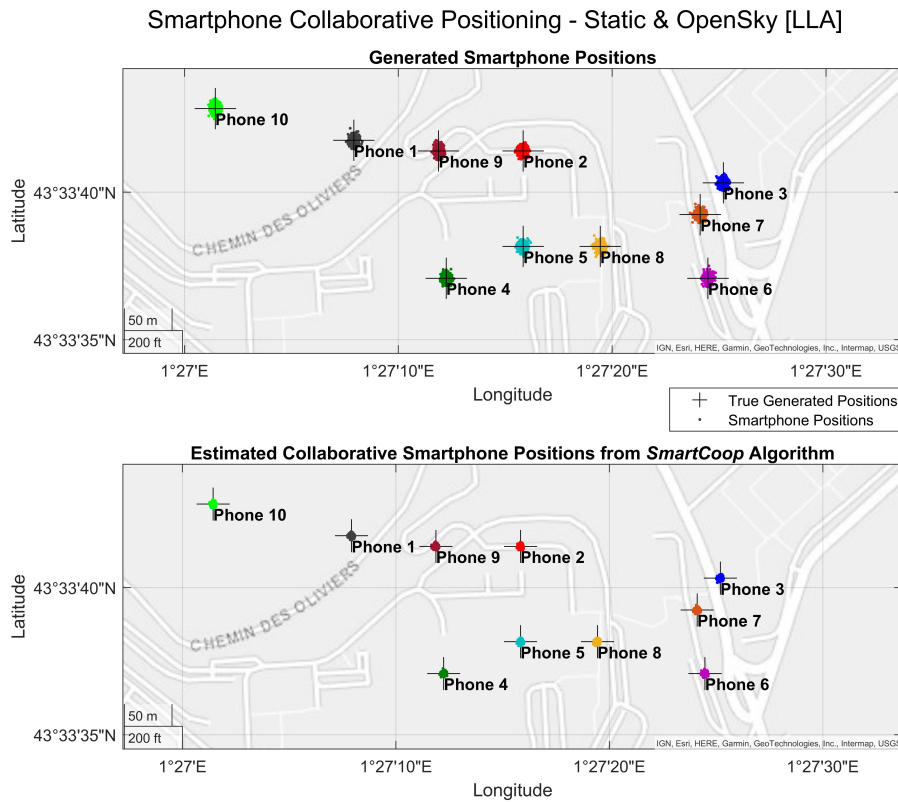 Smartphone Collaborative Positioning - Static & OpenSky [LLA]
Generated Smartphone Positions
Phone 10
Phone 1
Phone 9
Phone 2
Phone 3
Phone 7
Phone 5
Phone 8
Phone 4
Phone 6
CHEMIN DES OLIVIERS
Latitude
43°33'40"N
43°33'35"N
50 m
200 ft
IGN, Esri, HERE, Garmin, GeoTechnologies, Inc., Intermap, USGS
1°27'E
1°27'10"E
1°27'20"E
1°27'30"E
Longitude
True Generated Positions
Smartphone Positions
Estimated Collaborative Smartphone Positions from SmartCoop Algorithm
Phone 10
Phone 1
Phone 9
Phone 2
Phone 3
Phone 7
Phone 5
Phone 8
Phone 4
Phone 6
CHEMIN DES OLIVIERS
Latitude
43°33'40"N
43°33'35"N
50 m
200 ft
IGN, Esri, HERE, Garmin, GeoTechnologies, Inc., Intermap, USGS
1°27'E
1°27'10"E
1°27'20"E
1°27'30"E
Longitude